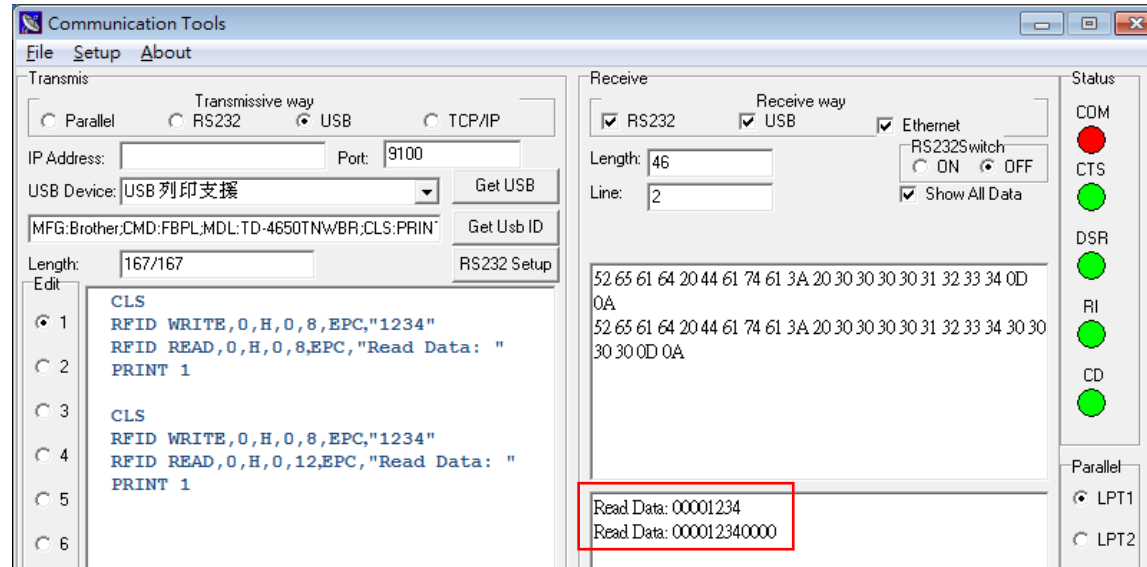 Communication Tools
File Setup About
Transmis
Transmissive way
Parallel RS232 USB TCP/IP
IP Address: Port: 9100
USB Device: USB 列印支援 Get USB
MFG:Brother;CMD:FBPL;MDL:TD-4650TNWBR;CLS:PRIN Get Usb ID
Length: 167/167 RS232 Setup
Edit
1
2
3
4
5
6
CLS
RFID WRITE,0,H,0,8,EPC,"1234"
RFID READ,0,H,0,8,EPC,"Read Data: "
PRINT 1
CLS
RFID WRITE,0,H,0,8,EPC,"1234"
RFID READ,0,H,0,12,EPC,"Read Data: "
PRINT 1
Receive
Receive way
RS232 USB Ethernet
Length: 46
RS232Switch
ON OFF
Line: 2
Show All Data
52 65 61 64 20 44 61 74 61 3A 20 30 30 30 30 31 32 33 34 0D
0A
52 65 61 64 20 44 61 74 61 3A 20 30 30 30 30 31 32 33 34 30 30
30 30 0D 0A
Read Data: 00001234
Read Data: 000012340000
Status
COM
CTS
DSR
RI
CD
Parallel
LPT1
LPT2